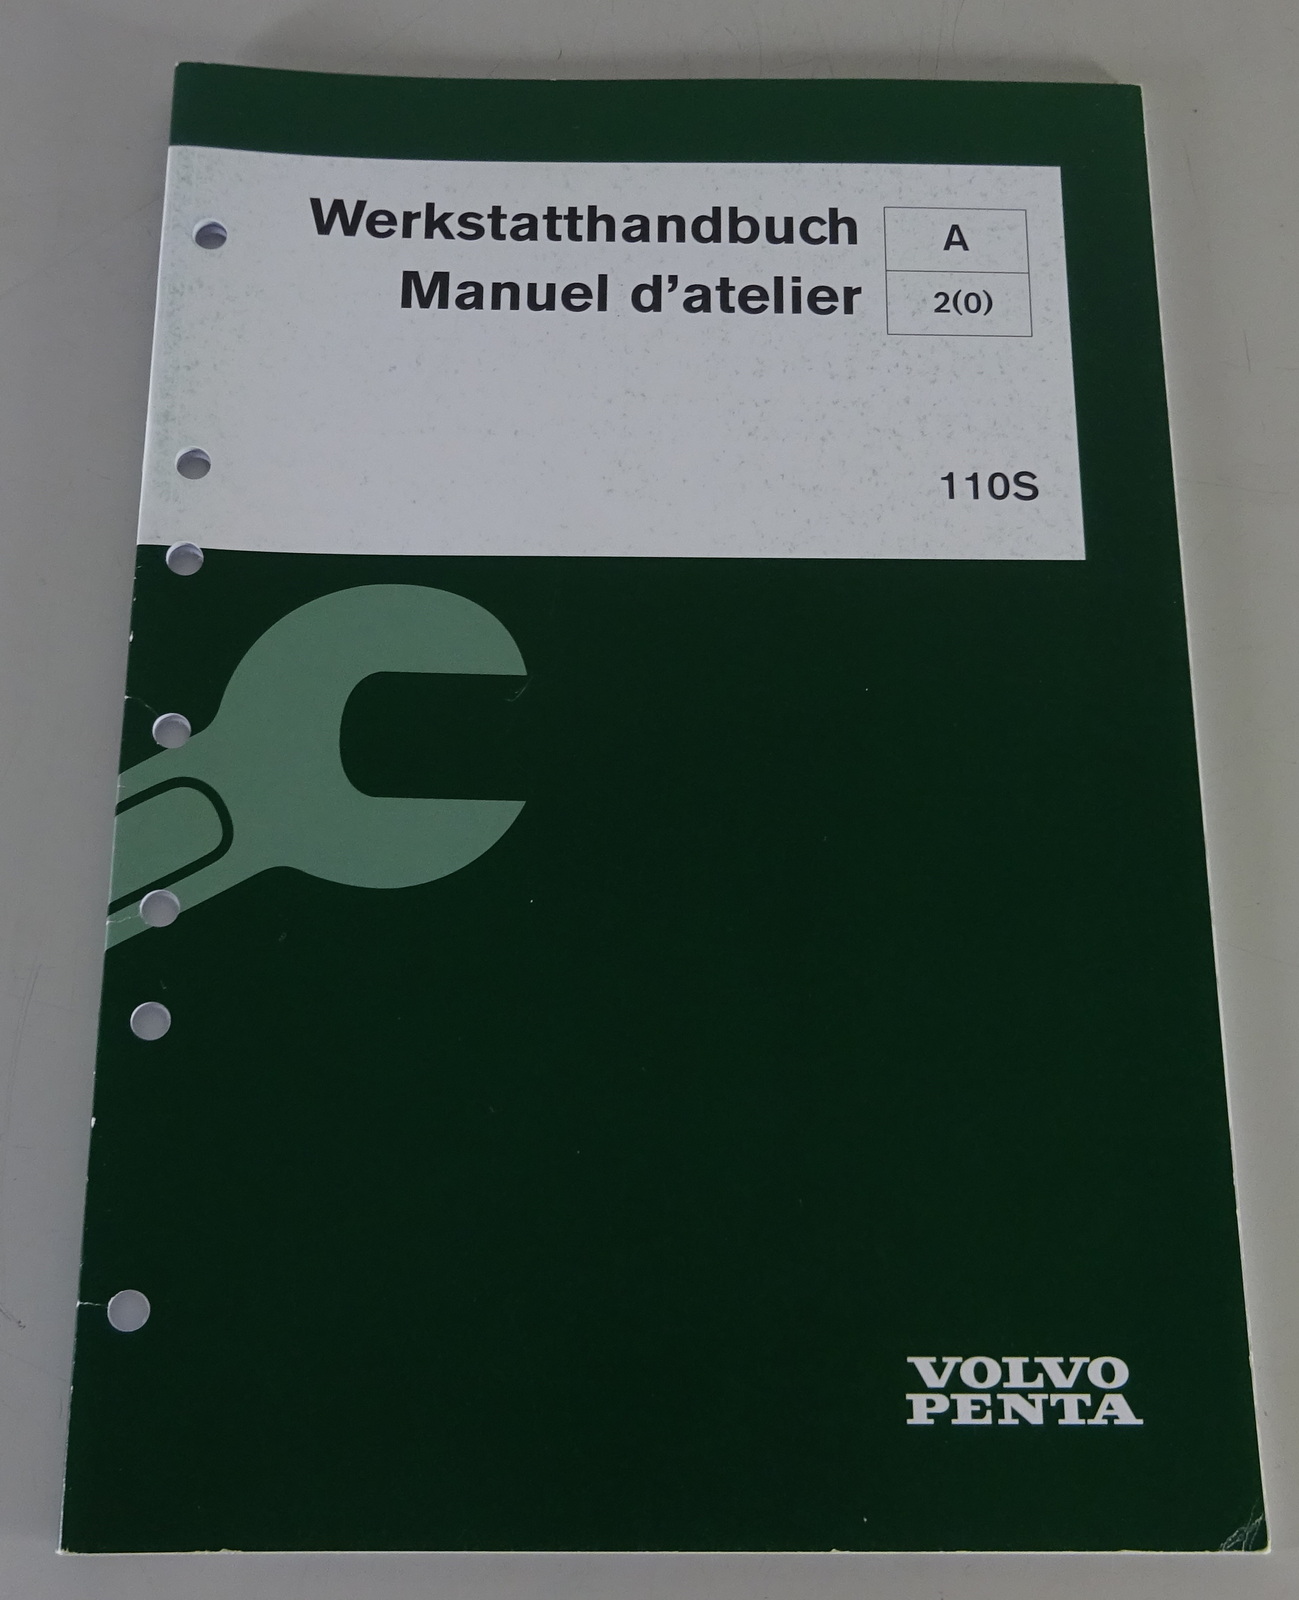 Werkstatthandbuch
Manuel d'atelier
A
2(0)
110S
VOLVO
PENTA